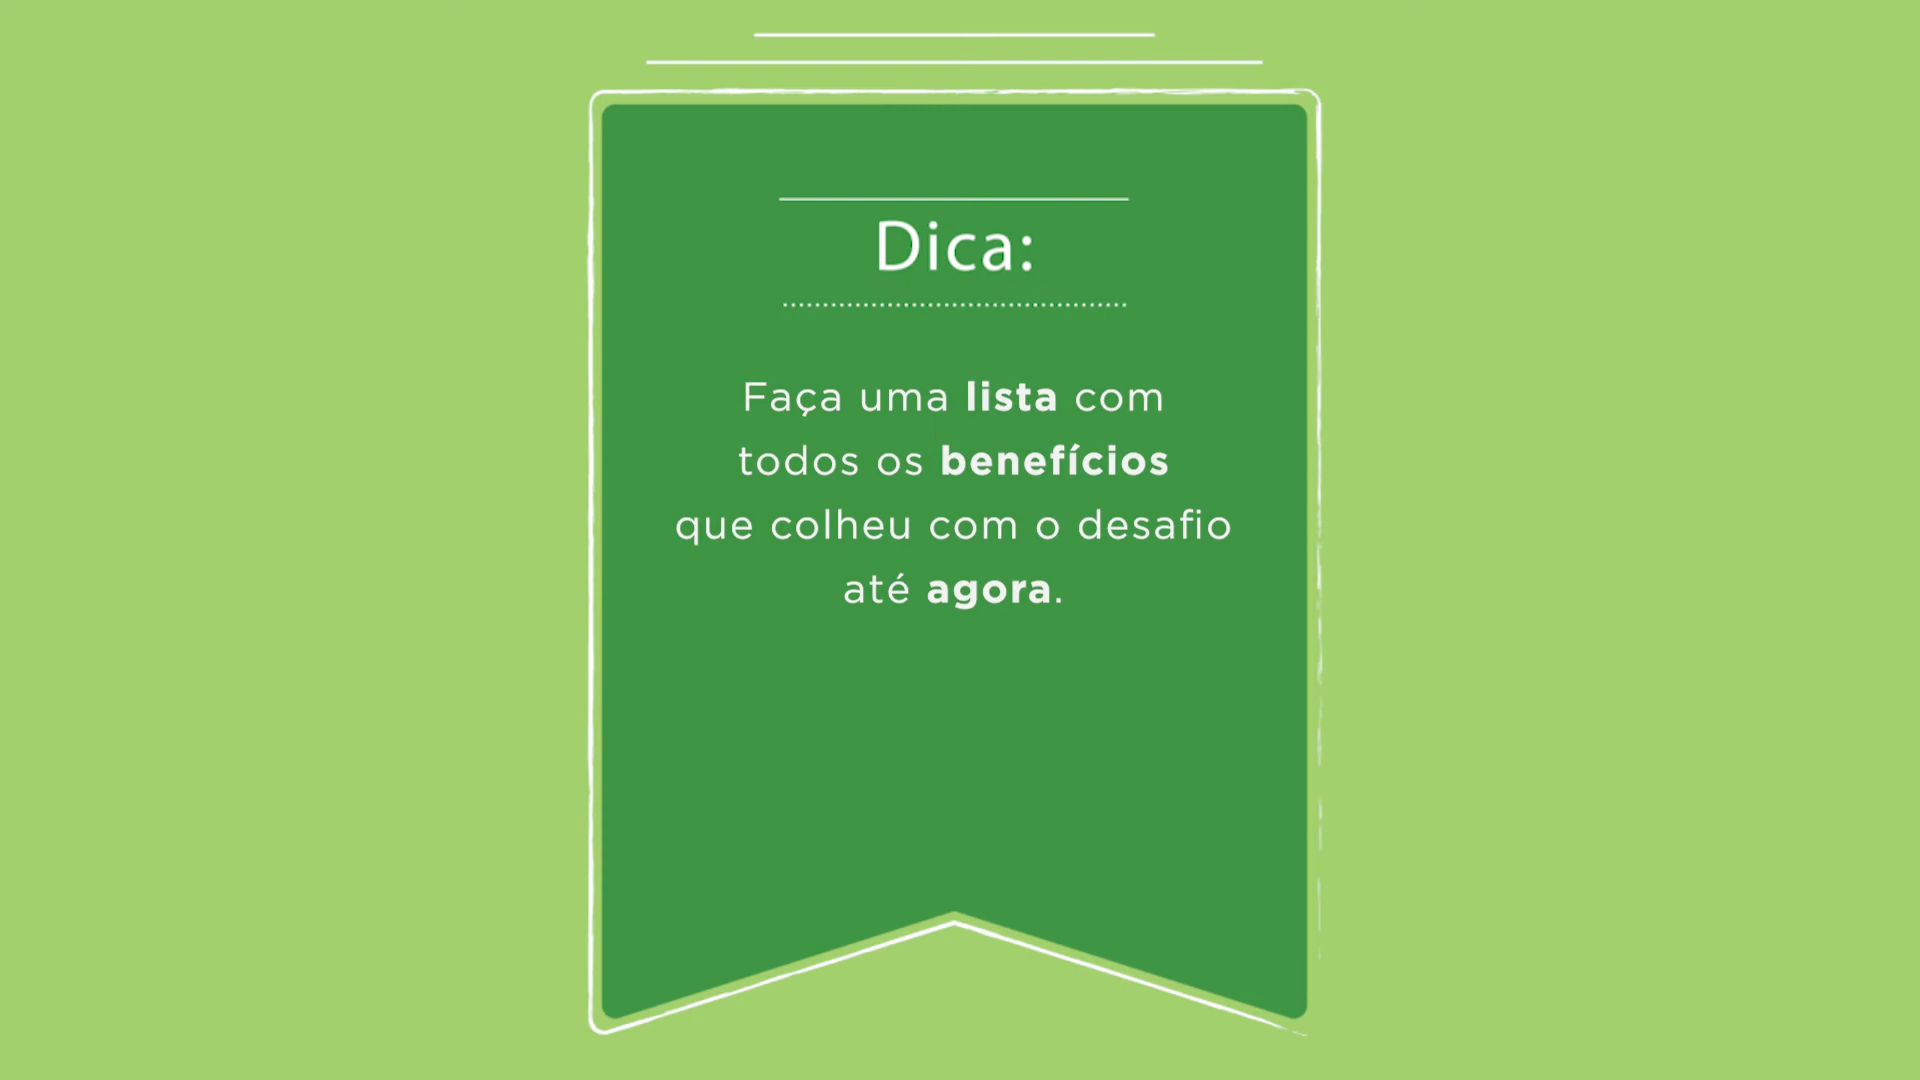 Dica:
Faça uma lista com
todos os benefícios
que colheu com o desafio
até agora.